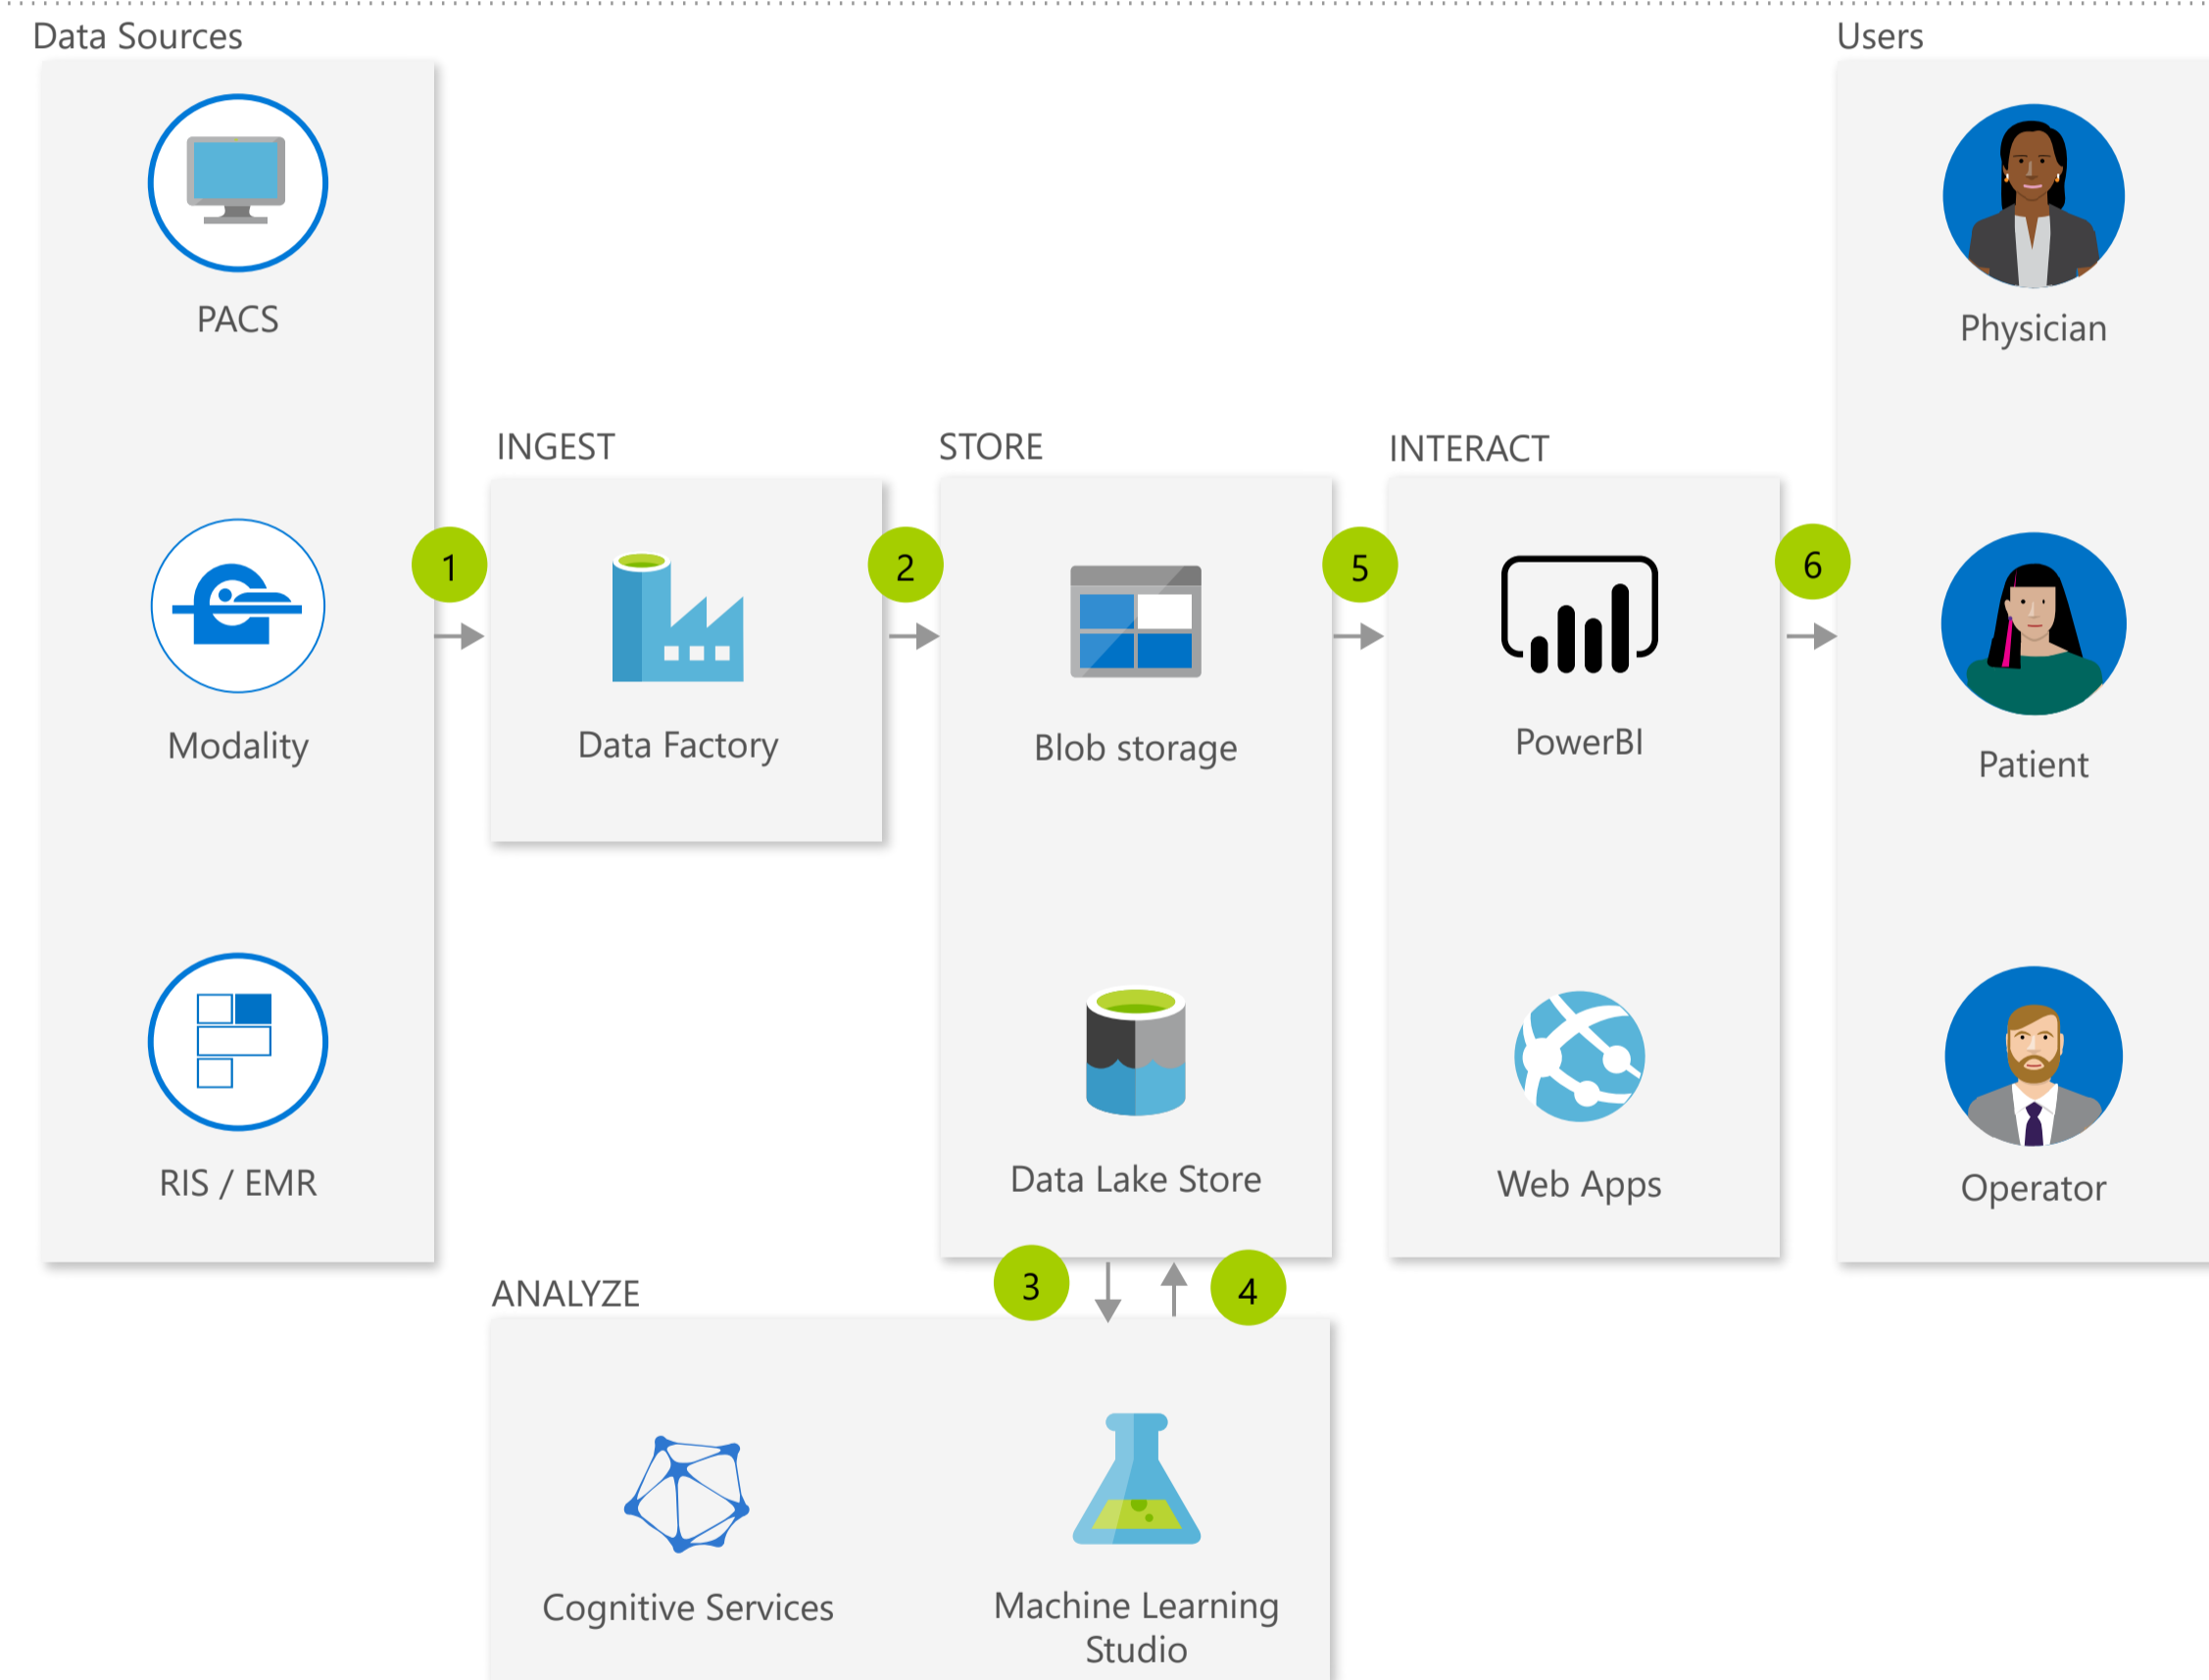 Data Sources
Users
PACS
Physician
INGEST
STORE
INTERACT
1
2
5
6
Modality
Data Factory
Blob storage
PowerBI
Patient
RIS / EMR
Data Lake Store
Web Apps
Operator
3
4
ANALYZE
Cognitive Services
Machine Learning
Studio